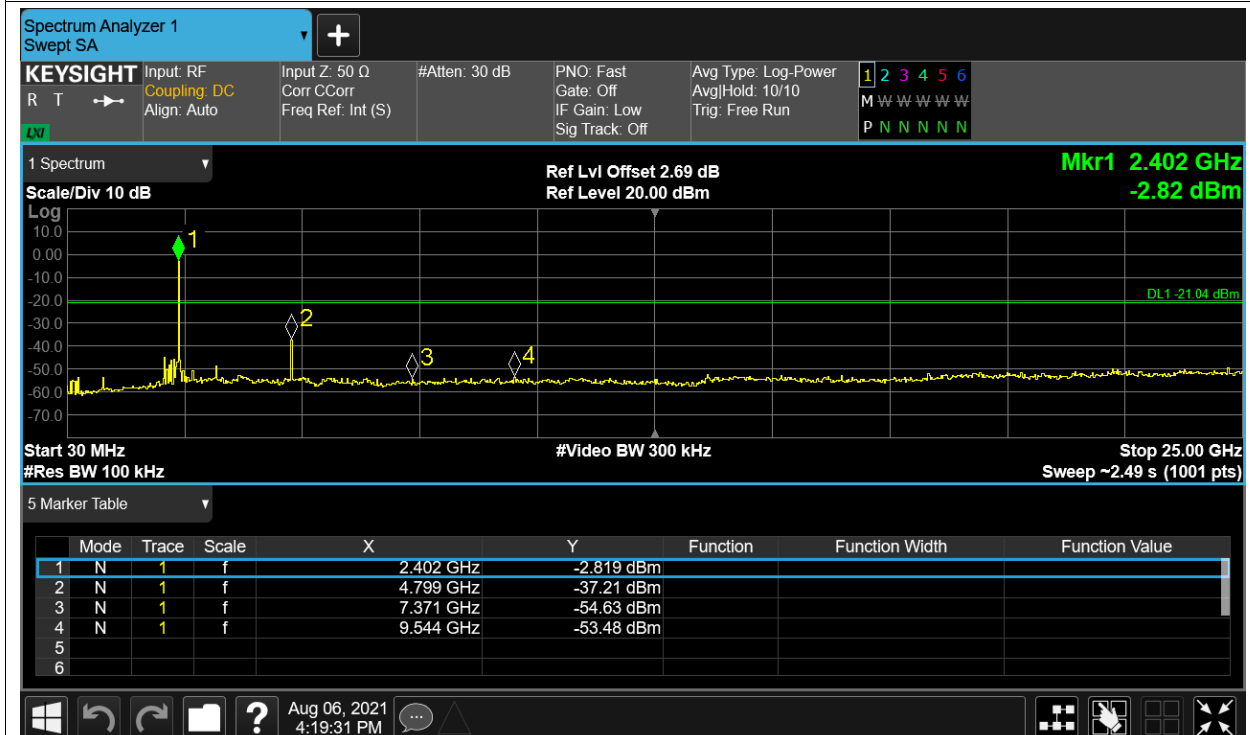 Spectrum Analyzer 1
Swept SA
+
KEYSIGHT
R T
LXI
Input: RF
Coupling: DC
Align: Auto
Input Z: 50 Ω
Corr CCorr
Freq Ref: Int (S)
#Atten: 30 dB
PNO: Fast
Gate: Off
IF Gain: Low
Sig Track: Off
Avg Type: Log-Power
Avg|Hold: 10/10
Trig: Free Run
1 2 3 4 5 6
M W W W W W W
P N N N N N N
1 Spectrum
Scale/Div 10 dB
Ref Lvl Offset 2.69 dB
Ref Level 20.00 dBm
Mkr1 2.402 GHz
-2.82 dBm
Log
10.0
0.00
-10.0
-20.0
-30.0
-40.0
-50.0
-60.0
-70.0
1
2
3
4
DL1 -21.04 dBm
Start 30 MHz
#Res BW 100 kHz
#Video BW 300 kHz
Stop 25.00 GHz
Sweep ~2.49 s (1001 pts)
5 Marker Table
Mode Trace Scale X Y Function Function Width Function Value
1 N 1 f 2.402 GHz -2.819 dBm
2 N 1 f 4.799 GHz -37.21 dBm
3 N 1 f 7.371 GHz -54.63 dBm
4 N 1 f 9.544 GHz -53.48 dBm
5
6
?
Aug 06, 2021
4:19:31 PM